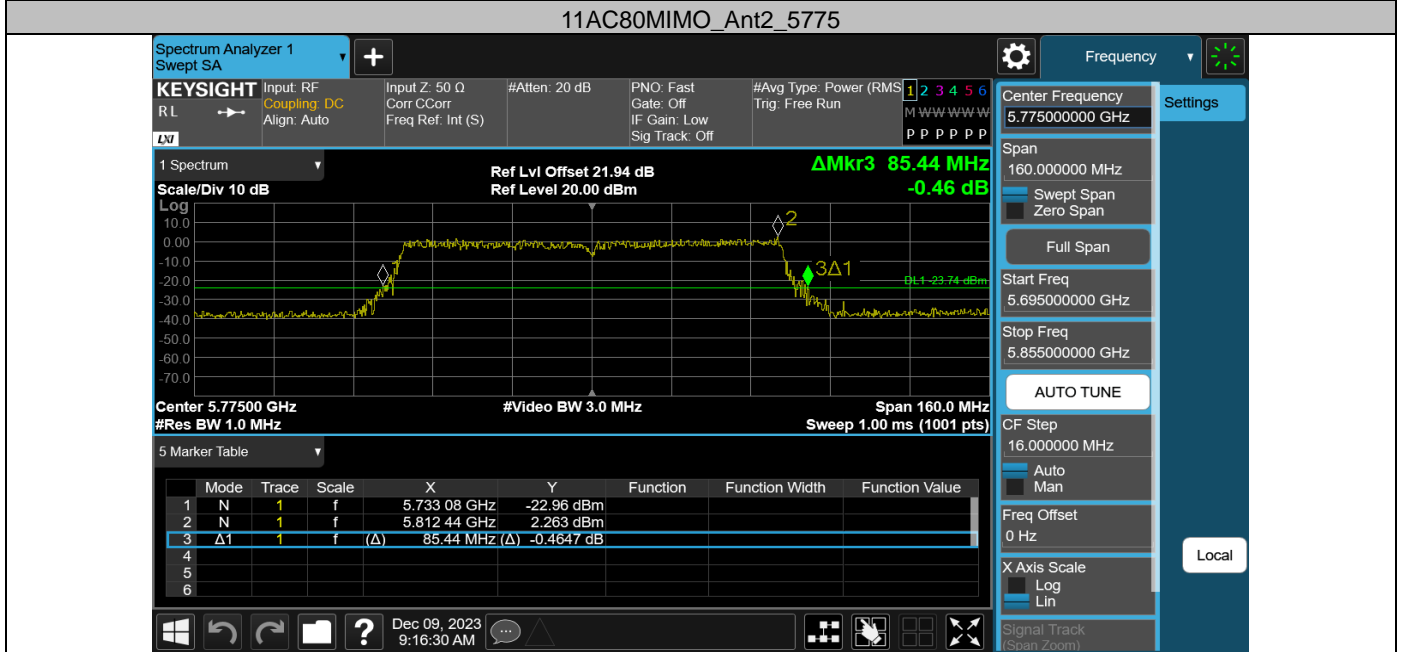 11AC80MIMO_Ant2_5775
Spectrum Analyzer 1
Swept SA
Frequency
KEYSIGHT
RL
LXI
Input: RF
Coupling: DC
Align: Auto
Input Z: 50 Ω
Corr CCorr
Freq Ref: Int (S)
#Atten: 20 dB
PNO: Fast
Gate: Off
IF Gain: Low
Sig Track: Off
#Avg Type: Power (RMS
Trig: Free Run
1 2 3 4 5 6
M W W W W W
P P P P P P
1 Spectrum
Scale/Div 10 dB
Ref Lvl Offset 21.94 dB
Ref Level 20.00 dBm
ΔMkr3 85.44 MHz
-0.46 dB
Log
10.0
0.00
-10.0
-20.0
-30.0
-40.0
-50.0
-60.0
-70.0
2
3Δ1
DL1 -23.74 dBm
Center 5.77500 GHz
#Video BW 3.0 MHz
Span 160.0 MHz
#Res BW 1.0 MHz
Sweep 1.00 ms (1001 pts)
5 Marker Table
Mode Trace Scale X Y Function Function Width Function Value
1 N 1 f 5.733 08 GHz -22.96 dBm
2 N 1 f 5.812 44 GHz 2.263 dBm
3 Δ1 1 f (Δ) 85.44 MHz (Δ) -0.4647 dB
4
5
6
Dec 09, 2023
9:16:30 AM
Center Frequency
5.775000000 GHz
Settings
Span
160.000000 MHz
Swept Span
Zero Span
Full Span
Start Freq
5.695000000 GHz
Stop Freq
5.855000000 GHz
AUTO TUNE
CF Step
16.000000 MHz
Auto
Man
Freq Offset
0 Hz
Local
X Axis Scale
Log
Lin
Signal Track
(Span Zoom)